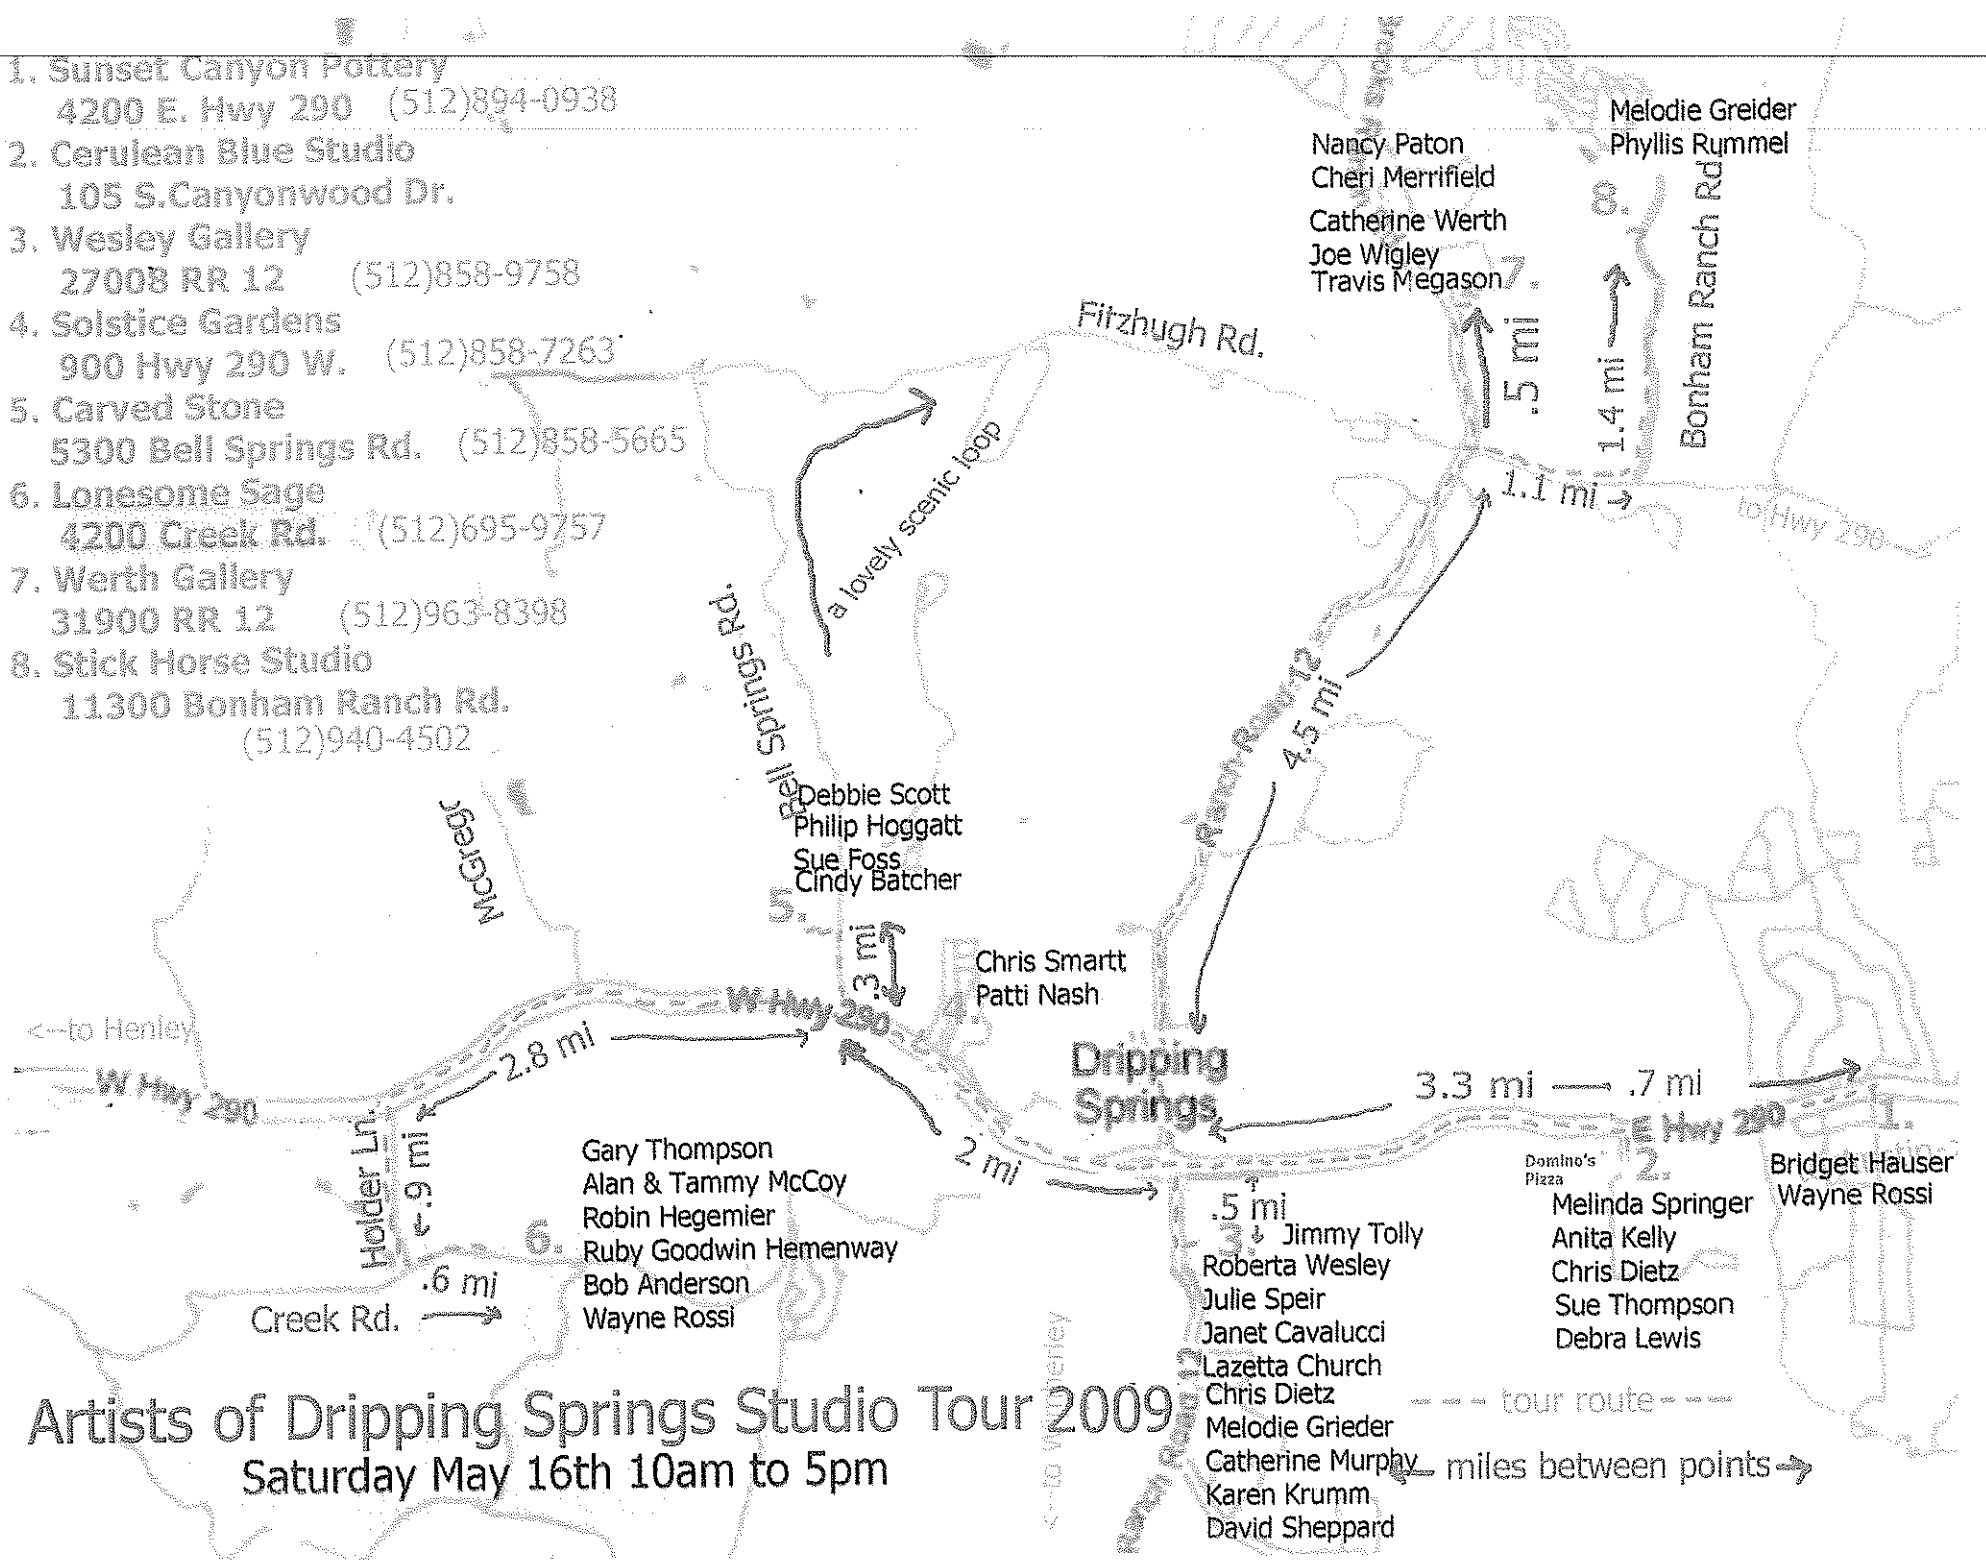 1. Sunset Canyon Pottery
4200 E. Hwy 290 (512)894-0938
2. Cerulean Blue Studio
105 S.Canyonwood Dr.
3. Wesley Gallery
27008 RR 12 (512)858-9758
4. Solstice Gardens
900 Hwy 290 W. (512)858-7263
5. Carved Stone
5300 Bell Springs Rd. (512)858-5665
6. Lonesome Sage
4200 Creek Rd. (512)695-9757
7. Werth Gallery
31900 RR 12 (512)963-8398
8. Stick Horse Studio
11300 Bonham Ranch Rd.
(512)940-4502
Melodie Greider
Phyllis Rummel
8.
Bonham Ranch Rd
1.4 mi
Nancy Paton
Cheri Merrifield
Catherine Werth
Joe Wigley
Travis Megason
7.
.5 mi
Fitzhugh Rd.
1.1 mi
to Hwy 290
a lovely scenic loop
Bell Springs Rd.
Ranch Road 12
4.5 mi
McGregor
Debbie Scott
Philip Hoggatt
Sue Foss
Cindy Batcher
5.
.3 mi
Chris Smartt
Patti Nash
4.
W Hwy 290
<--to Henley
2.8 mi
W Hwy 290
Dripping
Springs
3.3 mi
.7 mi
E Hwy 290
1.
2 mi
Holder Ln.
.9 mi
Gary Thompson
Alan & Tammy McCoy
Robin Hegemier
6.
Ruby Goodwin Hemenway
Bob Anderson
Wayne Rossi
.6 mi
Creek Rd.
Domino's
Pizza
2.
Bridget Hauser
Wayne Rossi
Melinda Springer
Anita Kelly
Chris Dietz
Sue Thompson
Debra Lewis
.5 mi
3.
Jimmy Tolly
Roberta Wesley
Julie Speir
Janet Cavalucci
Lazetta Church
Chris Dietz
Melodie Grieder
Catherine Murphy
Karen Krumm
David Sheppard
Ranch Road 12
--- tour route---
miles between points
Artists of Dripping Springs Studio Tour 2009
Saturday May 16th 10am to 5pm